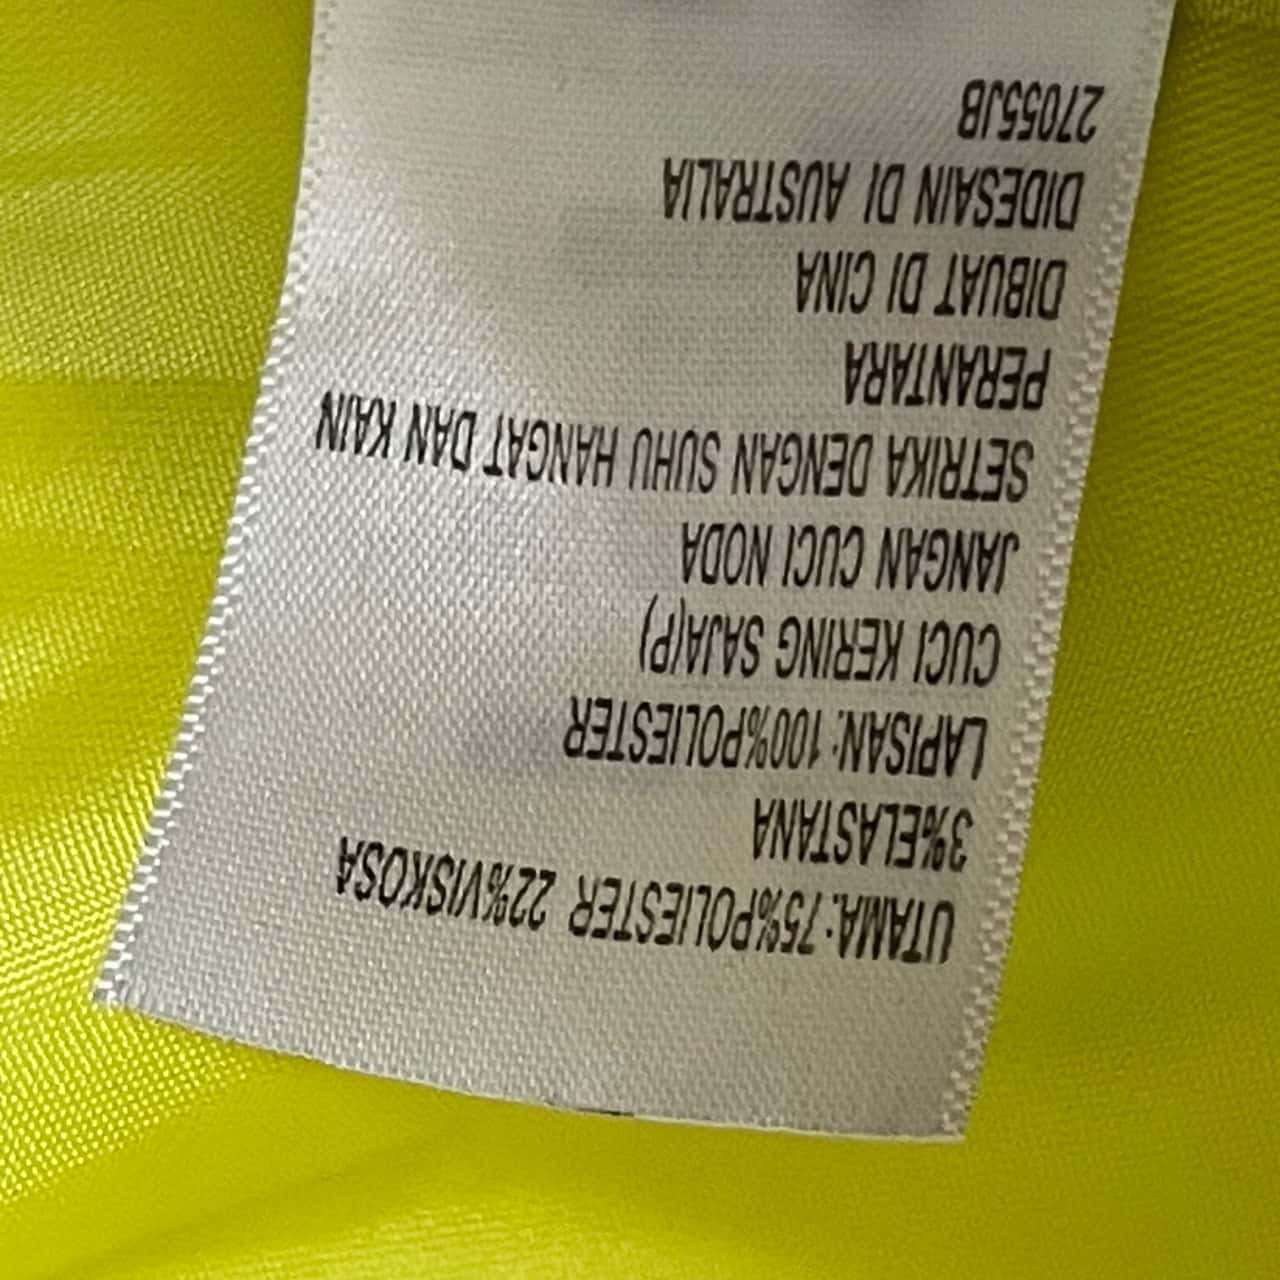 UTAMA:75%POLIESTER 22%VISKOSA
3%ELASTANA
LAPISAN:100%POLIESTER
CUCI KERING SAJA(P)
JANGAN CUCI NODA
SETRIKA DENGAN SUHU HANGAT DAN KAIN
PERANTARA
DIBUAT DI CINA
DIDESAIN DI AUSTRALIA
27055JB